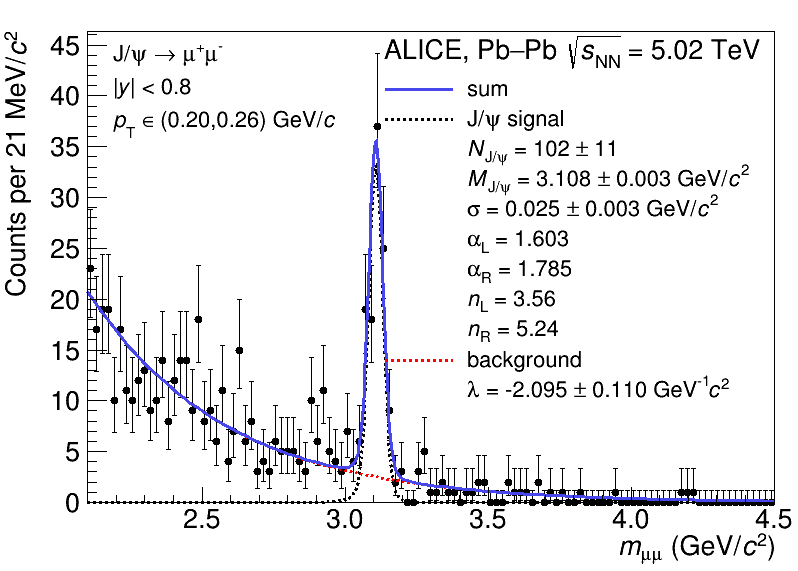 J/ψ → μ⁺μ⁻
|y| < 0.8
p_T ∈ (0.20,0.26) GeV/c
ALICE, Pb–Pb √s_NN = 5.02 TeV
sum
J/ψ signal
N_J/ψ = 102 ± 11
M_J/ψ = 3.108 ± 0.003 GeV/c²
σ = 0.025 ± 0.003 GeV/c²
α_L = 1.603
α_R = 1.785
n_L = 3.56
n_R = 5.24
background
λ = -2.095 ± 0.110 GeV⁻¹c²
Counts per 21 MeV/c²
45
40
35
30
25
20
15
10
5
0
2.5 3.0 3.5 4.0 4.5
m_μμ (GeV/c²)